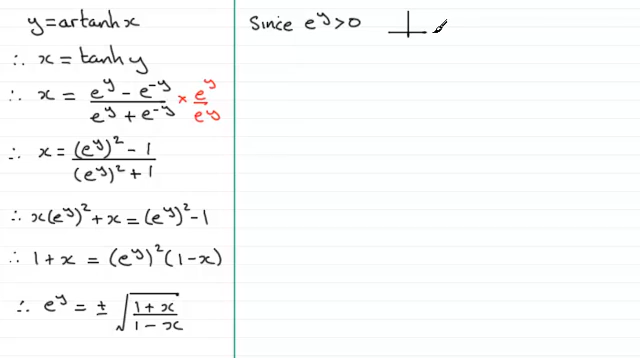 y = artanh x
∴ x = tanh y
∴ x = (e^y − e^−y)/(e^y + e^−y) × e^y/e^y
∴ x = ((e^y)² − 1)/((e^y)² + 1)
∴ x(e^y)² + x = (e^y)² − 1
∴ 1 + x = (e^y)² (1 − x)
∴ e^y = ± √((1 + x)/(1 − x))
Since e^y > 0